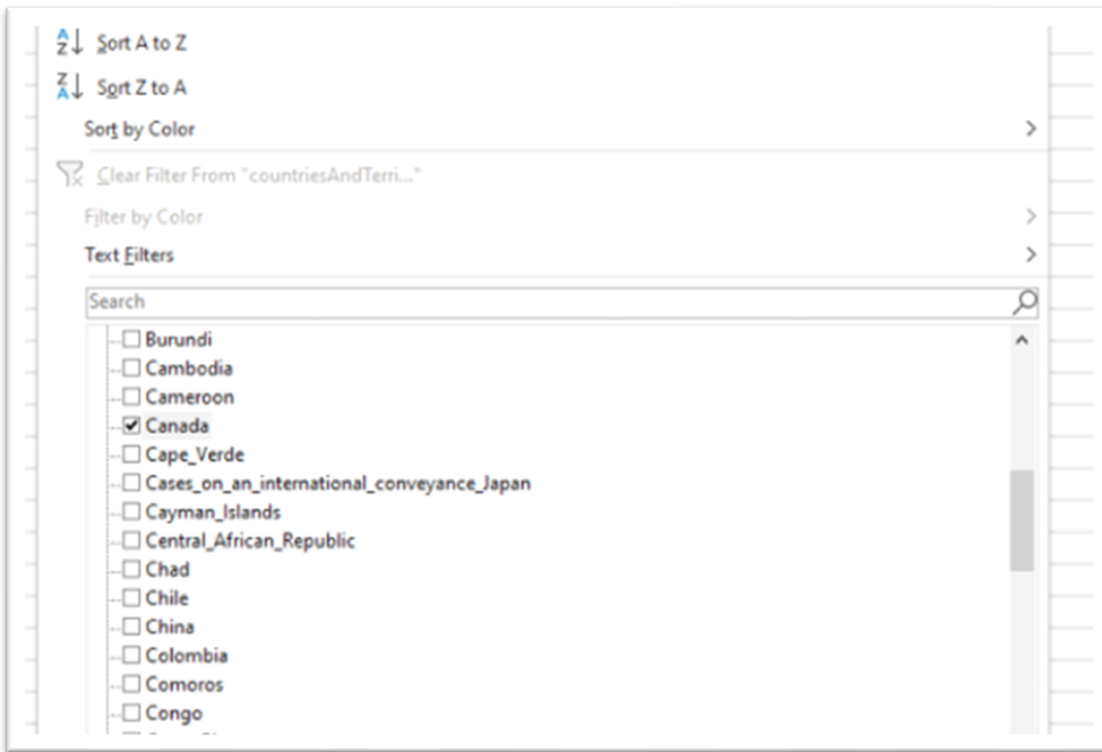 Sort A to Z
Sort Z to A
Sort by Color
Clear Filter From "countriesAndTerri..."
Filter by Color
Text Filters
Search
Burundi
Cambodia
Cameroon
Canada
Cape_Verde
Cases_on_an_international_conveyance_Japan
Cayman_Islands
Central_African_Republic
Chad
Chile
China
Colombia
Comoros
Congo